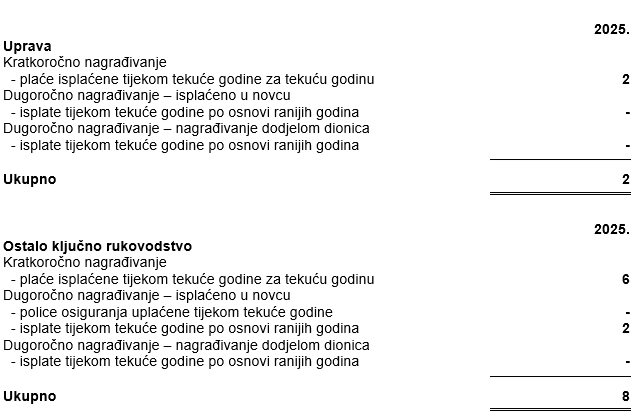 2025.
Uprava
Kratkoročno nagrađivanje
- plaće isplaćene tijekom tekuće godine za tekuću godinu 2
Dugoročno nagrađivanje – isplaćeno u novcu
- isplate tijekom tekuće godine po osnovi ranijih godina -
Dugoročno nagrađivanje – nagrađivanje dodjelom dionica
- isplate tijekom tekuće godine po osnovi ranijih godina -
Ukupno 2
2025.
Ostalo ključno rukovodstvo
Kratkoročno nagrađivanje
- plaće isplaćene tijekom tekuće godine za tekuću godinu 6
Dugoročno nagrađivanje – isplaćeno u novcu
- police osiguranja uplaćene tijekom tekuće godine -
- isplate tijekom tekuće godine po osnovi ranijih godina 2
Dugoročno nagrađivanje – nagrađivanje dodjelom dionica
- isplate tijekom tekuće godine po osnovi ranijih godina -
Ukupno 8